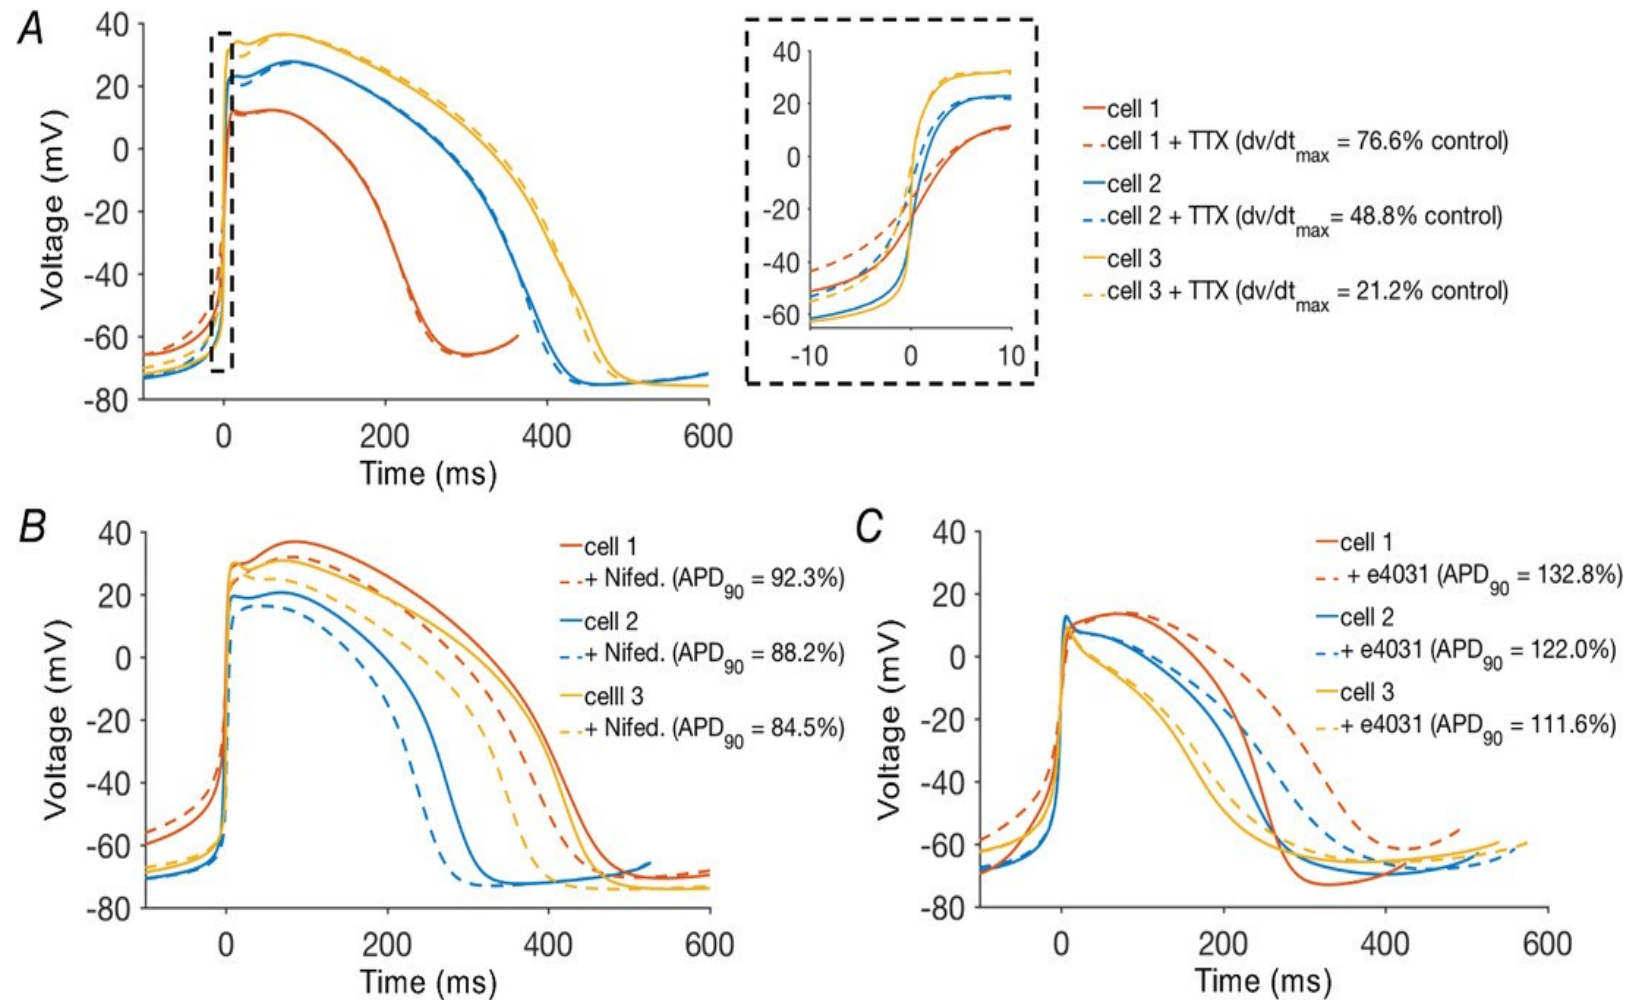 A
Voltage (mV)
40
20
0
-20
-40
-60
-80
0
200
400
600
Time (ms)
40
20
0
-20
-40
-60
-10
0
10
cell 1
cell 1 + TTX (dv/dtmax = 76.6% control)
cell 2
cell 2 + TTX (dv/dtmax = 48.8% control)
cell 3
cell 3 + TTX (dv/dtmax = 21.2% control)
B
Voltage (mV)
40
20
0
-20
-40
-60
-80
0
200
400
600
Time (ms)
cell 1
+ Nifed. (APD90 = 92.3%)
cell 2
+ Nifed. (APD90 = 88.2%)
celll 3
+ Nifed. (APD90 = 84.5%)
C
Voltage (mV)
40
20
0
-20
-40
-60
-80
0
200
400
600
Time (ms)
cell 1
+ e4031 (APD90 = 132.8%)
cell 2
+ e4031 (APD90 = 122.0%)
cell 3
+ e4031 (APD90 = 111.6%)